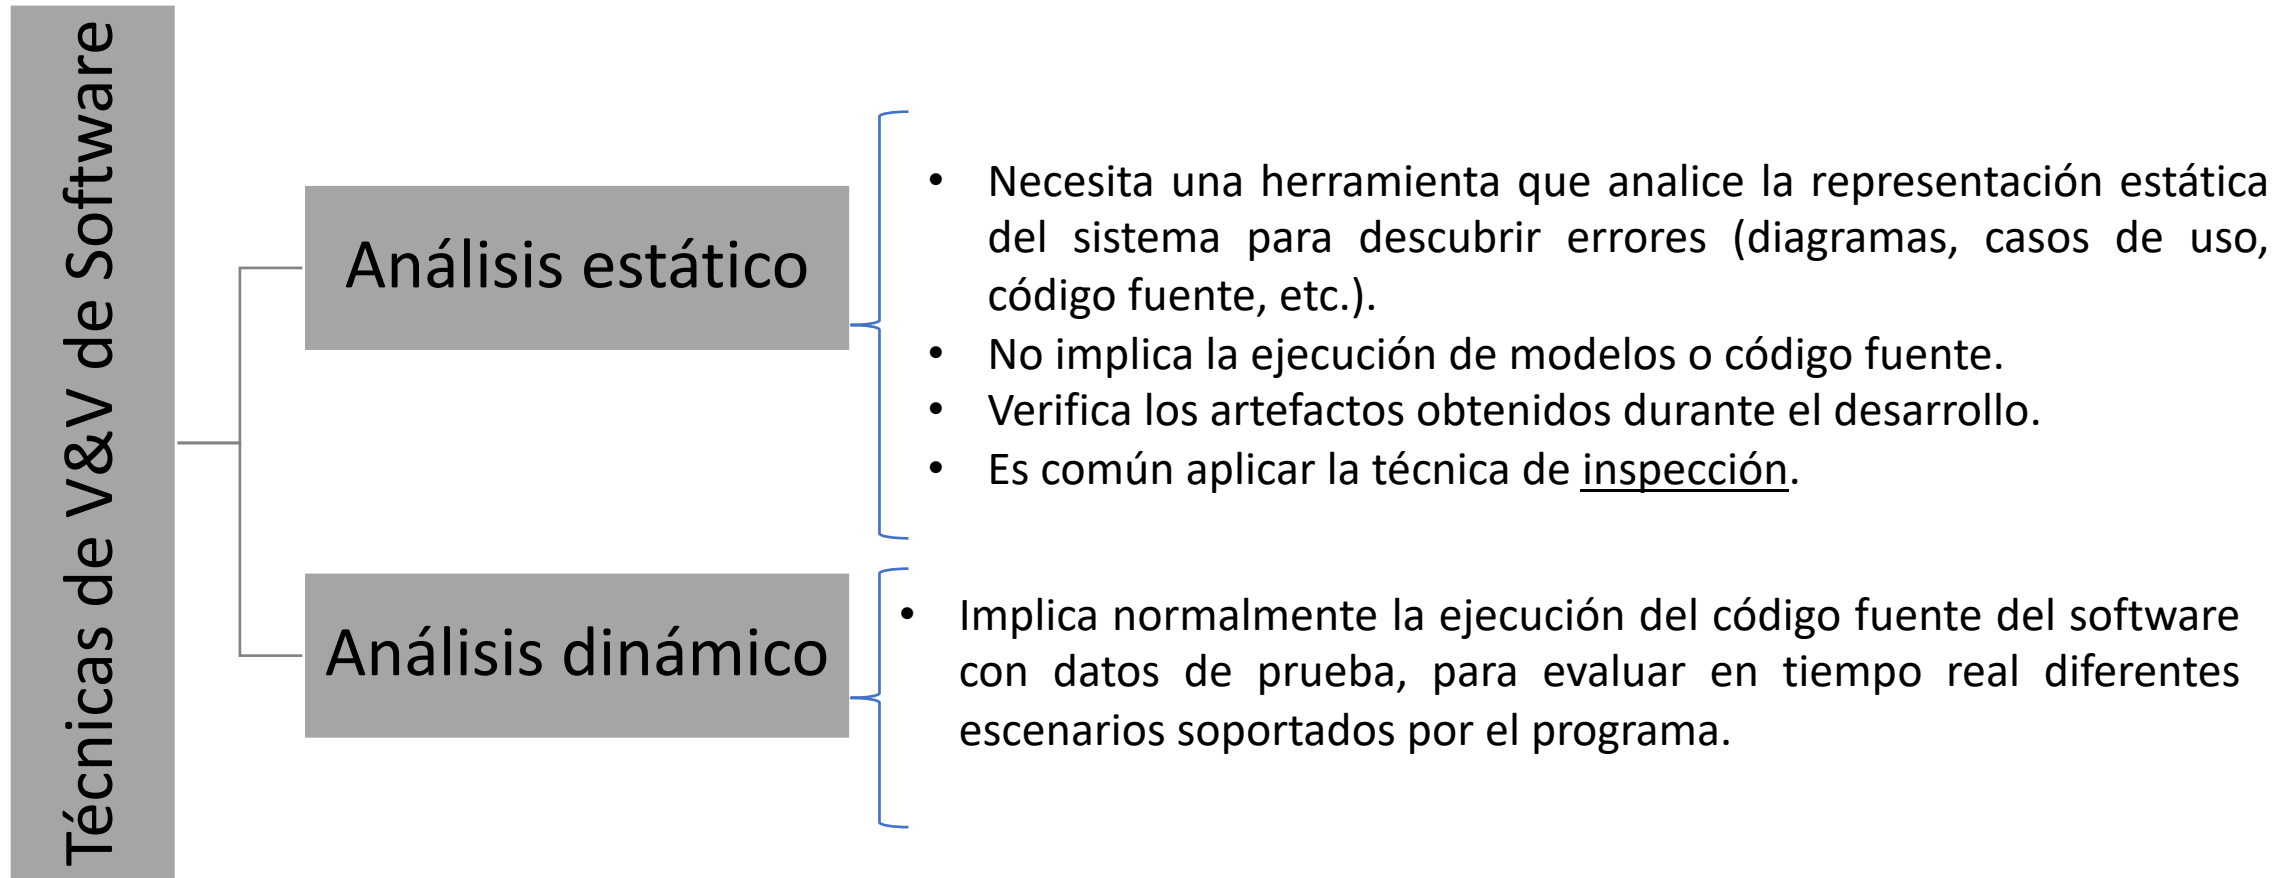 Técnicas de V&V de Software
Análisis estático
• Necesita una herramienta que analice la representación estática
del sistema para descubrir errores (diagramas, casos de uso,
código fuente, etc.).
• No implica la ejecución de modelos o código fuente.
• Verifica los artefactos obtenidos durante el desarrollo.
• Es común aplicar la técnica de inspección.
Análisis dinámico
• Implica normalmente la ejecución del código fuente del software
con datos de prueba, para evaluar en tiempo real diferentes
escenarios soportados por el programa.